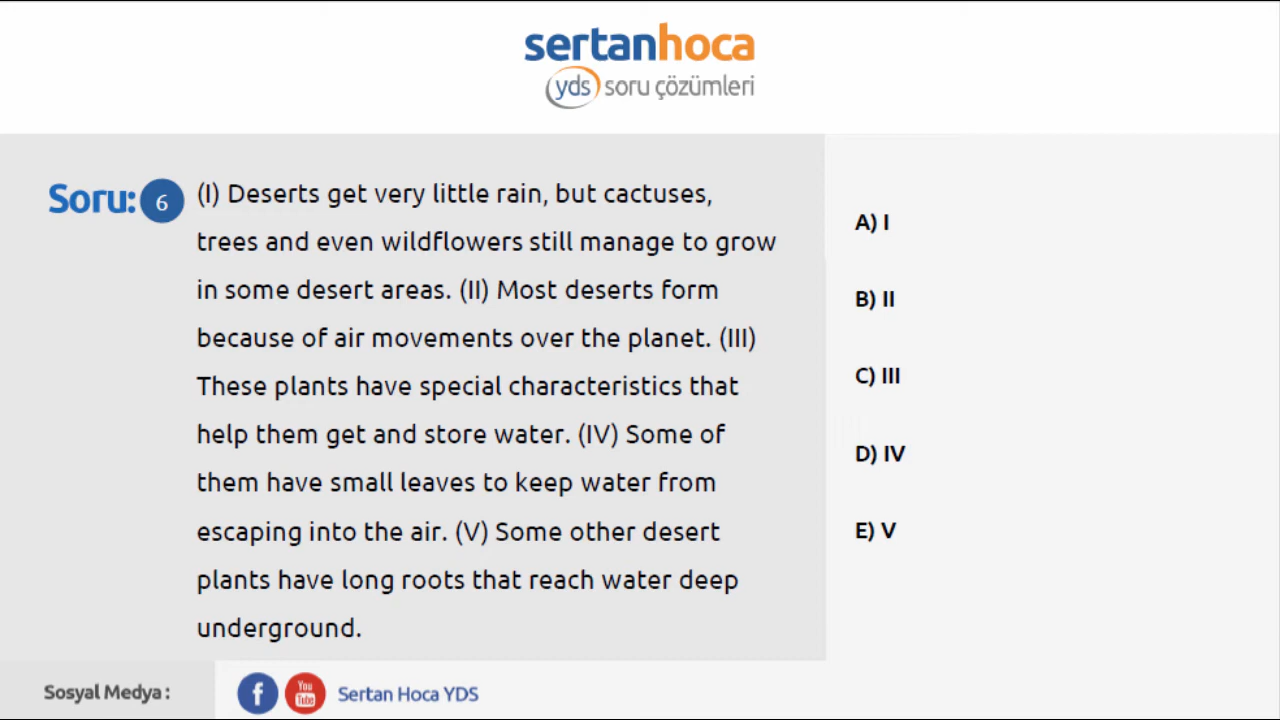 sertanhoca
yds soru çözümleri
Soru: 6
(I) Deserts get very little rain, but cactuses,
trees and even wildflowers still manage to grow
in some desert areas. (II) Most deserts form
because of air movements over the planet. (III)
These plants have special characteristics that
help them get and store water. (IV) Some of
them have small leaves to keep water from
escaping into the air. (V) Some other desert
plants have long roots that reach water deep
underground.
A) I
B) II
C) III
D) IV
E) V
Sosyal Medya :
f
You
Tube
Sertan Hoca YDS